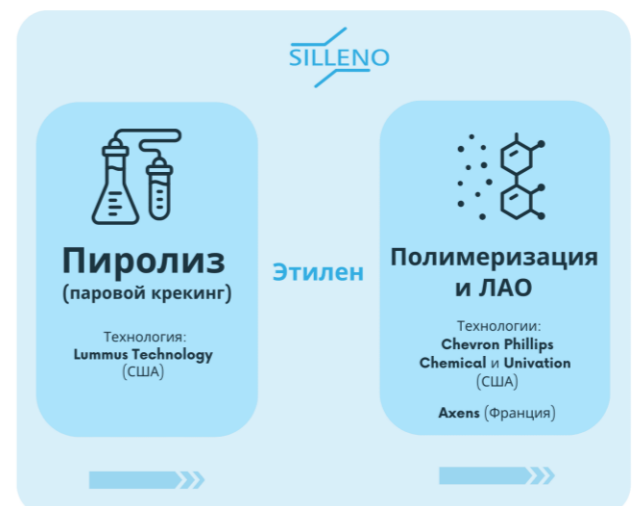 SILLENO
Пиролиз
(паровой крекинг)
Технология:
Lummus Technology
(США)
Этилен
Полимеризация
и ЛАО
Технологии:
Chevron Phillips
Chemical и Univation
(США)
Axens (Франция)